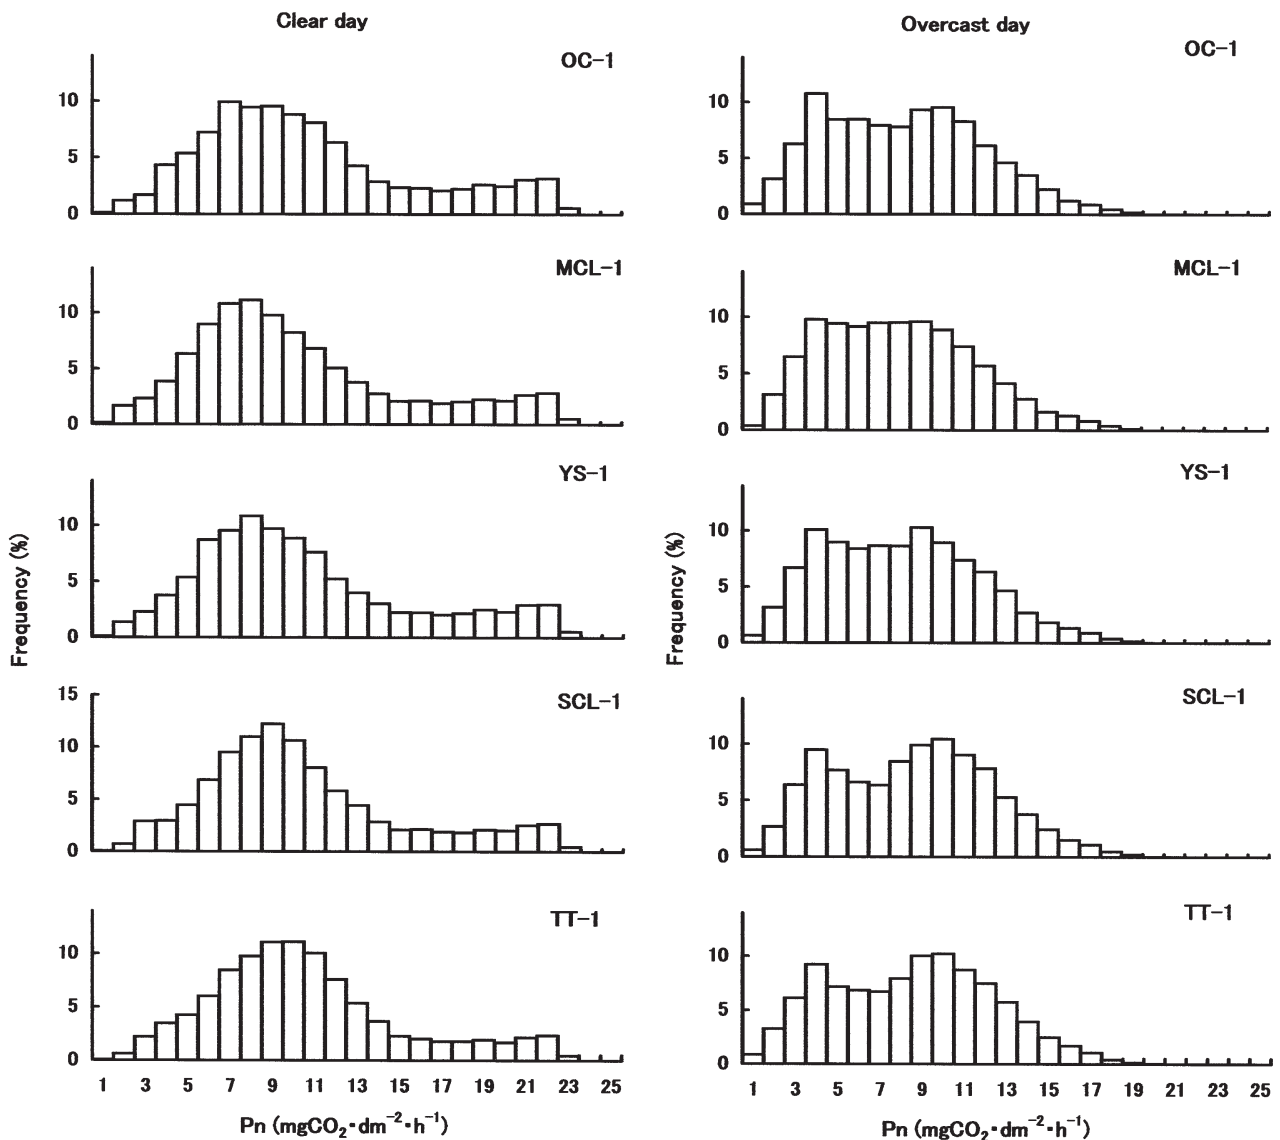 Clear day
OC-1
10
5
0
MCL-1
10
5
0
YS-1
10
5
0
Frequency (%)
15
SCL-1
10
5
0
TT-1
10
5
0
1 3 5 7 9 11 13 15 17 19 21 23 25
Pn (mgCO₂·dm⁻²·h⁻¹)
Overcast day
OC-1
10
5
0
MCL-1
10
5
0
YS-1
10
5
0
Frequency (%)
SCL-1
10
5
0
TT-1
10
5
0
1 3 5 7 9 11 13 15 17 19 21 23 25
Pn (mgCO₂·dm⁻²·h⁻¹)